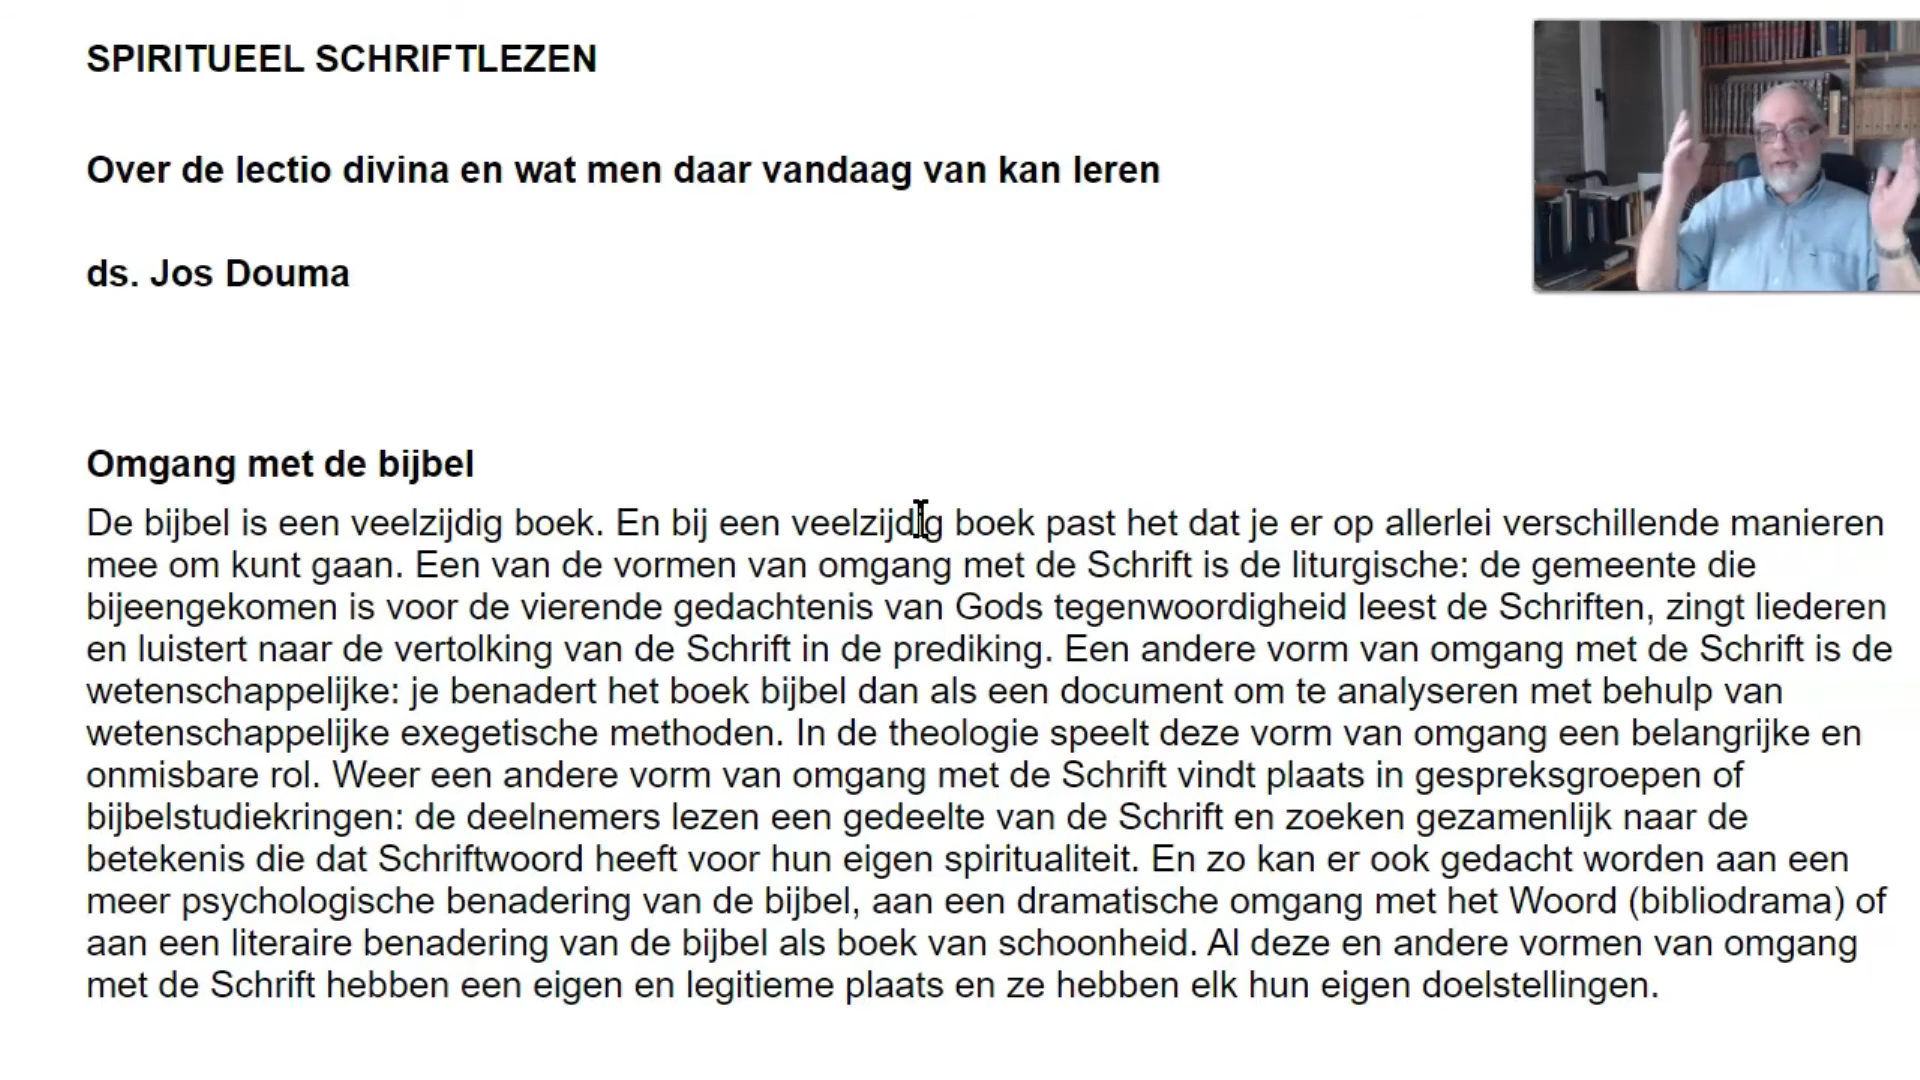 SPIRITUEEL SCHRIFTLEZEN
Over de lectio divina en wat men daar vandaag van kan leren
ds. Jos Douma
Omgang met de bijbel
De bijbel is een veelzijdig boek. En bij een veelzijdig boek past het dat je er op allerlei verschillende manieren
mee om kunt gaan. Een van de vormen van omgang met de Schrift is de liturgische: de gemeente die
bijeengekomen is voor de vierende gedachtenis van Gods tegenwoordigheid leest de Schriften, zingt liederen
en luistert naar de vertolking van de Schrift in de prediking. Een andere vorm van omgang met de Schrift is de
wetenschappelijke: je benadert het boek bijbel dan als een document om te analyseren met behulp van
wetenschappelijke exegetische methoden. In de theologie speelt deze vorm van omgang een belangrijke en
onmisbare rol. Weer een andere vorm van omgang met de Schrift vindt plaats in gespreksgroepen of
bijbelstudiekringen: de deelnemers lezen een gedeelte van de Schrift en zoeken gezamenlijk naar de
betekenis die dat Schriftwoord heeft voor hun eigen spiritualiteit. En zo kan er ook gedacht worden aan een
meer psychologische benadering van de bijbel, aan een dramatische omgang met het Woord (bibliodrama) of
aan een literaire benadering van de bijbel als boek van schoonheid. Al deze en andere vormen van omgang
met de Schrift hebben een eigen en legitieme plaats en ze hebben elk hun eigen doelstellingen.